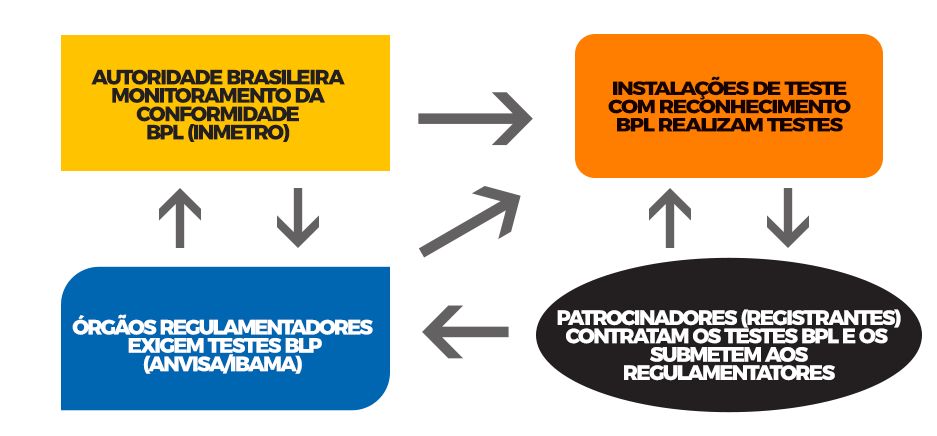 AUTORIDADE BRASILEIRA
MONITORAMENTO DA
CONFORMIDADE
BPL (INMETRO)
INSTALAÇÕES DE TESTE
COM RECONHECIMENTO
BPL REALIZAM TESTES
ÓRGÃOS REGULAMENTADORES
EXIGEM TESTES BLP
(ANVISA/IBAMA)
PATROCINADORES (REGISTRANTES)
CONTRATAM OS TESTES BPL E OS
SUBMETEM AOS
REGULAMENTATORES